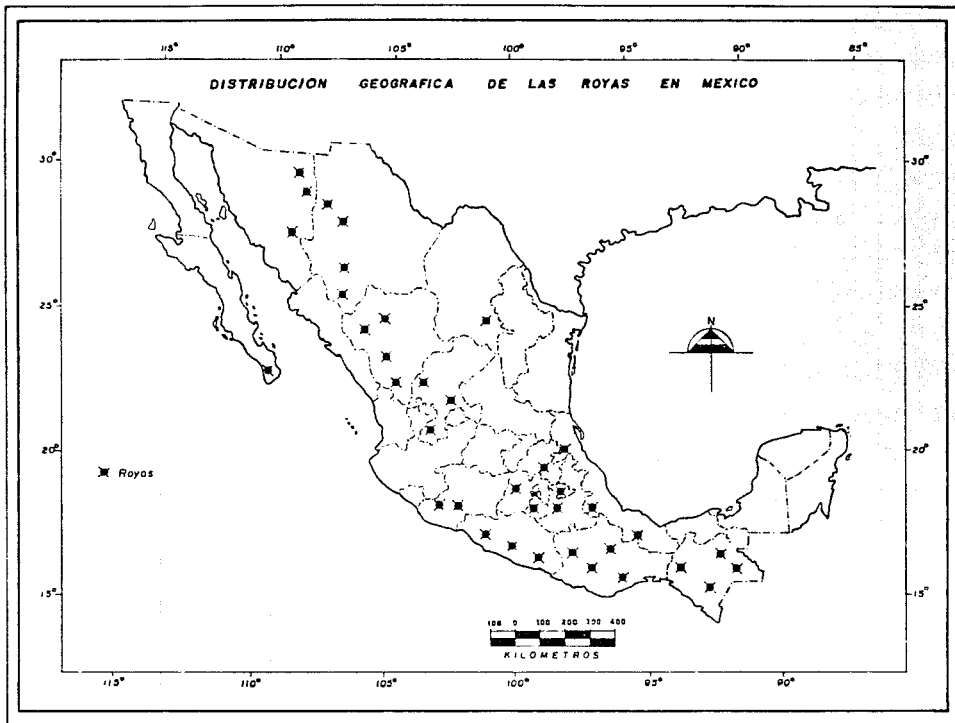 115° 110° 105° 100° 95° 90° 85°
DISTRIBUCIÓN GEOGRAFICA DE LAS ROYAS EN MEXICO
30° 30°
25° 25°
N
20° 20°
Royas
15° 15°
100 0 100 200 300 400
KILOMETROS
115° 110° 105° 100° 95° 90°